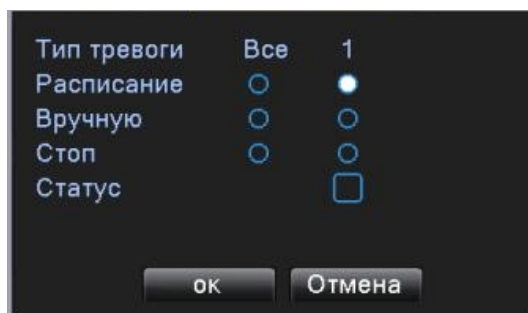 Тип тревоги Все 1
Расписание
Вручную
Стоп
Статус
ок Отмена